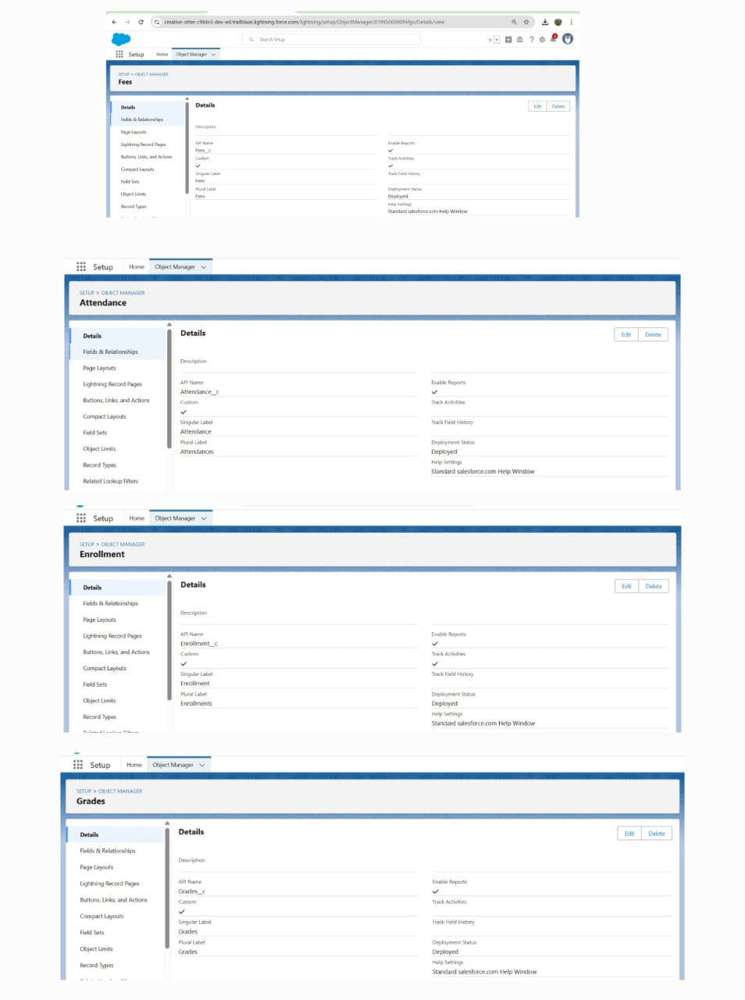 creative-otter-c9btn3-dev-ed.trailblaze.lightning.force.com/lightning/setup/ObjectManager/01INS0000094fgv/Details/view
Search Setup
Setup Home Object Manager
SETUP > OBJECT MANAGER
Fees
Details
Fields & Relationships
Page Layouts
Lightning Record Pages
Buttons, Links, and Actions
Compact Layouts
Field Sets
Object Limits
Record Types
Details
Edit Delete
Description
API Name
Fees__c
Custom
Singular Label
Fees
Plural Label
Fees
Enable Reports
Track Activities
Track Field History
Deployment Status
Deployed
Help Settings
Standard salesforce.com Help Window
Setup Home Object Manager
SETUP > OBJECT MANAGER
Attendance
Details
Fields & Relationships
Page Layouts
Lightning Record Pages
Buttons, Links, and Actions
Compact Layouts
Field Sets
Object Limits
Record Types
Related Lookup Filters
Details
Edit Delete
Description
API Name
Attendance__c
Custom
Singular Label
Attendance
Plural Label
Attendances
Enable Reports
Track Activities
Track Field History
Deployment Status
Deployed
Help Settings
Standard salesforce.com Help Window
Setup Home Object Manager
SETUP > OBJECT MANAGER
Enrollment
Details
Fields & Relationships
Page Layouts
Lightning Record Pages
Buttons, Links, and Actions
Compact Layouts
Field Sets
Object Limits
Record Types
Details
Edit Delete
Description
API Name
Enrollment__c
Custom
Singular Label
Enrollment
Plural Label
Enrollments
Enable Reports
Track Activities
Track Field History
Deployment Status
Deployed
Help Settings
Standard salesforce.com Help Window
Setup Home Object Manager
SETUP > OBJECT MANAGER
Grades
Details
Fields & Relationships
Page Layouts
Lightning Record Pages
Buttons, Links, and Actions
Compact Layouts
Field Sets
Object Limits
Record Types
Details
Edit Delete
Description
API Name
Grades__c
Custom
Singular Label
Grades
Plural Label
Grades
Enable Reports
Track Activities
Track Field History
Deployment Status
Deployed
Help Settings
Standard salesforce.com Help Window